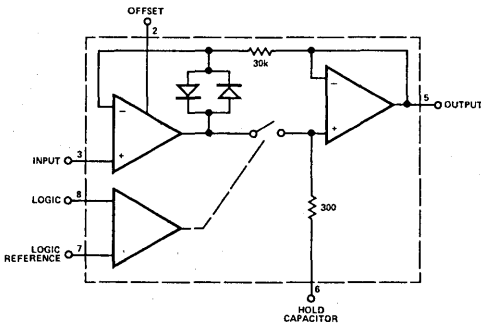 OFFSET
2
30k
−
−
5
OUTPUT
+
+
INPUT
3
LOGIC
8
300
LOGIC
REFERENCE
7
6
HOLD
CAPACITOR